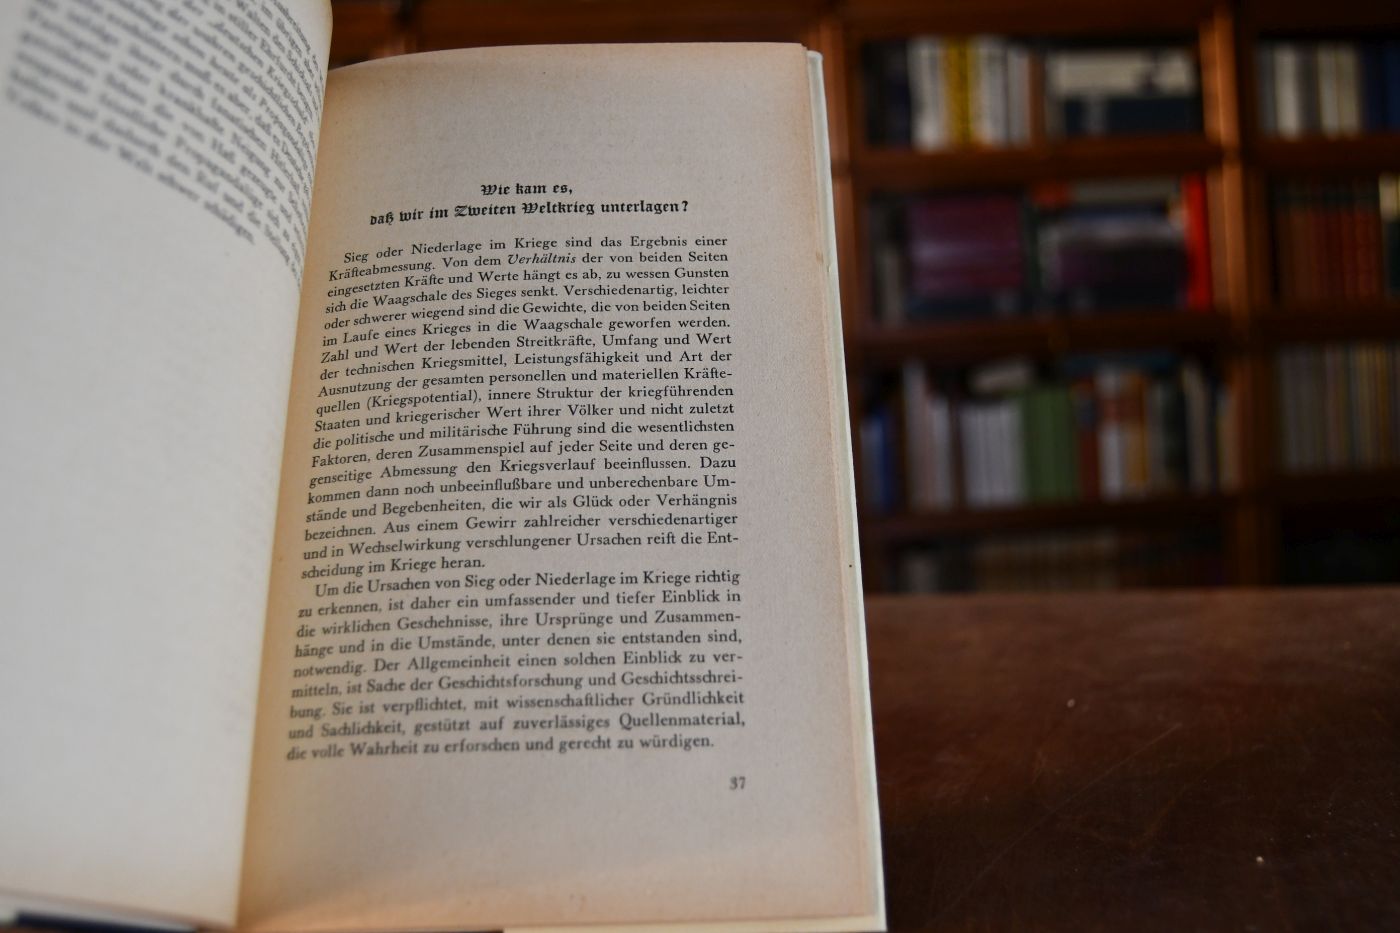 Wie kam es,
daß wir im Zweiten Weltkrieg unterlagen?
Sieg oder Niederlage im Kriege sind das Ergebnis einer
Kräfteabmessung. Von dem Verhältnis der von beiden Seiten
eingesetzten Kräfte und Werte hängt es ab, zu wessen Gunsten
sich die Waagschale des Sieges senkt. Verschiedenartig, leichter
oder schwerer wiegend sind die Gewichte, die von beiden Seiten
im Laufe eines Krieges in die Waagschale geworfen werden.
Zahl und Wert der lebenden Streitkräfte, Umfang und Wert
der technischen Kriegsmittel, Leistungsfähigkeit und Art der
Ausnutzung der gesamten personellen und materiellen Kräfte-
quellen (Kriegspotential), innere Struktur der kriegführenden
Staaten und kriegerischer Wert ihrer Völker und nicht zuletzt
die politische und militärische Führung sind die wesentlichsten
Faktoren, deren Zusammenspiel auf jeder Seite und deren ge-
genseitige Abmessung den Kriegsverlauf beeinflussen. Dazu
kommen dann noch unbeeinflußbare und unberechenbare Um-
stände und Begebenheiten, die wir als Glück oder Verhängnis
bezeichnen. Aus einem Gewirr zahlreicher verschiedenartiger
und in Wechselwirkung verschlungener Ursachen reift die Ent-
scheidung im Kriege heran.
Um die Ursachen von Sieg oder Niederlage im Kriege richtig
zu erkennen, ist daher ein umfassender und tiefer Einblick in
die wirklichen Geschehnisse, ihre Ursprünge und Zusammen-
hänge und in die Umstände, unter denen sie entstanden sind,
notwendig. Der Allgemeinheit einen solchen Einblick zu ver-
mitteln, ist Sache der Geschichtsforschung und Geschichtsschrei-
bung. Sie ist verpflichtet, mit wissenschaftlicher Gründlichkeit
und Sachlichkeit, gestützt auf zuverlässiges Quellenmaterial,
die volle Wahrheit zu erforschen und gerecht zu würdigen.
37